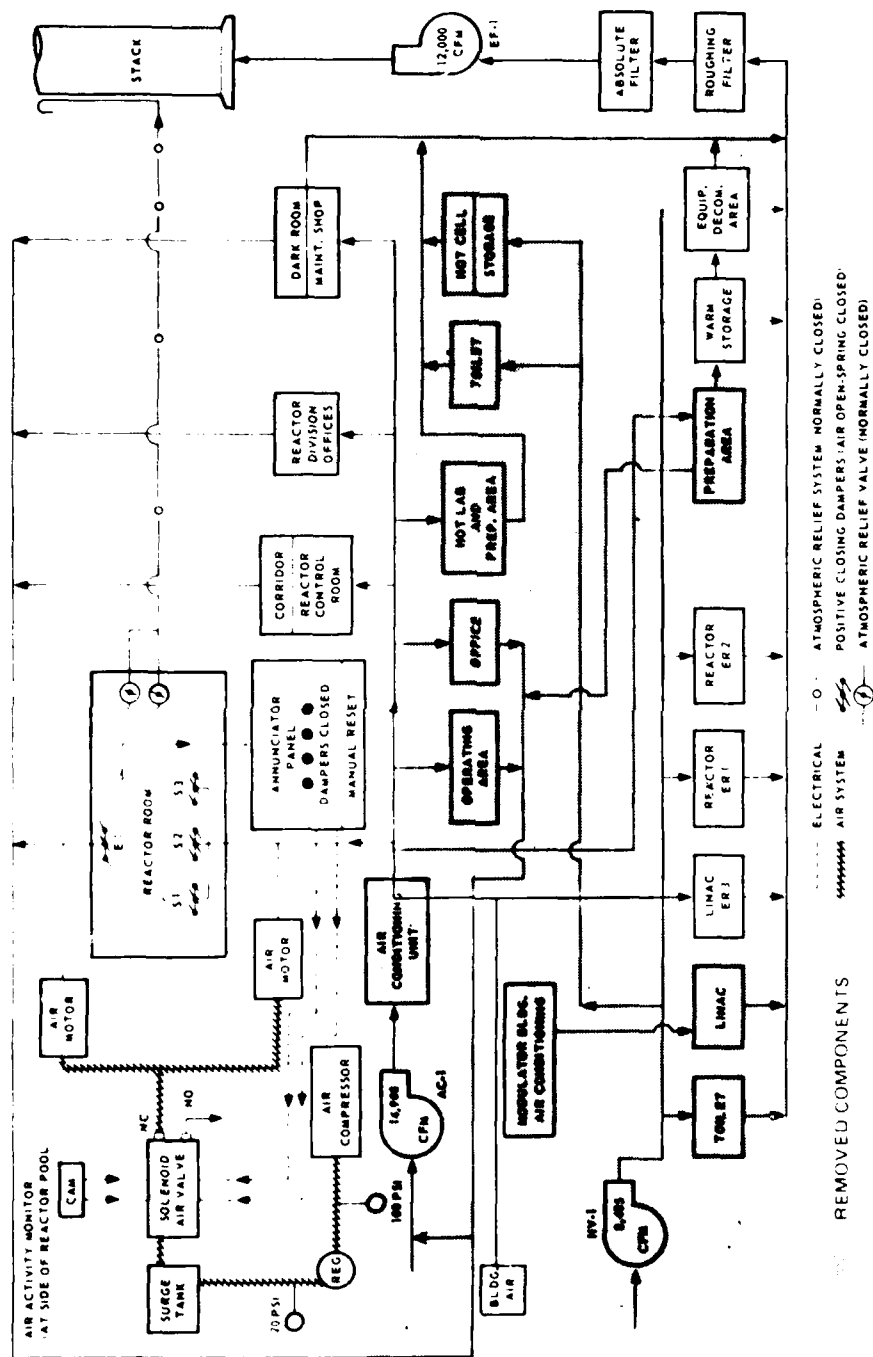 AIR ACTIVITY MONITOR
(AT SIDE OF REACTOR POOL
CAM
SURGE
TANK
SOLENOID
AIR VALVE
NC
NO
AIR
MOTOR
AIR
MOTOR
AIR
COMPRESSOR
REG
70 PSI
100 PSI
E
REACTOR ROOM
S1
S2
S3
ANNUNCIATOR
PANEL
DAMPERS CLOSED
MANUAL RESET
CORRIDOR
REACTOR
CONTROL
ROOM
REACTOR
DIVISION
OFFICES
DARK ROOM
MAINT. SHOP
STACK
12,000
CFM
EF-1
ABSOLUTE
FILTER
ROUGHING
FILTER
CFM
AC-1
AIR
CONDITIONING
UNIT
OPERATING
AREA
OFFICE
HOT LAB
AND
PREP. AREA
TOILET
HOT CELL
STORAGE
BLDG.
AIR
MODULATOR BLDG.
AIR CONDITIONING
HV-1
CFM
TOILET
LINAC
LINAC
ER3
REACTOR
ER1
REACTOR
ER2
PREPARATION
AREA
WARM
STORAGE
EQUIP.
DECOM.
AREA
REMOVED COMPONENTS
ELECTRICAL
AIR SYSTEM
ATMOSPHERIC RELIEF SYSTEM NORMALLY CLOSED)
POSITIVE CLOSING DAMPERS (AIR OPEN-SPRING CLOSED)
ATMOSPHERIC RELIEF VALVE (NORMALLY CLOSED)